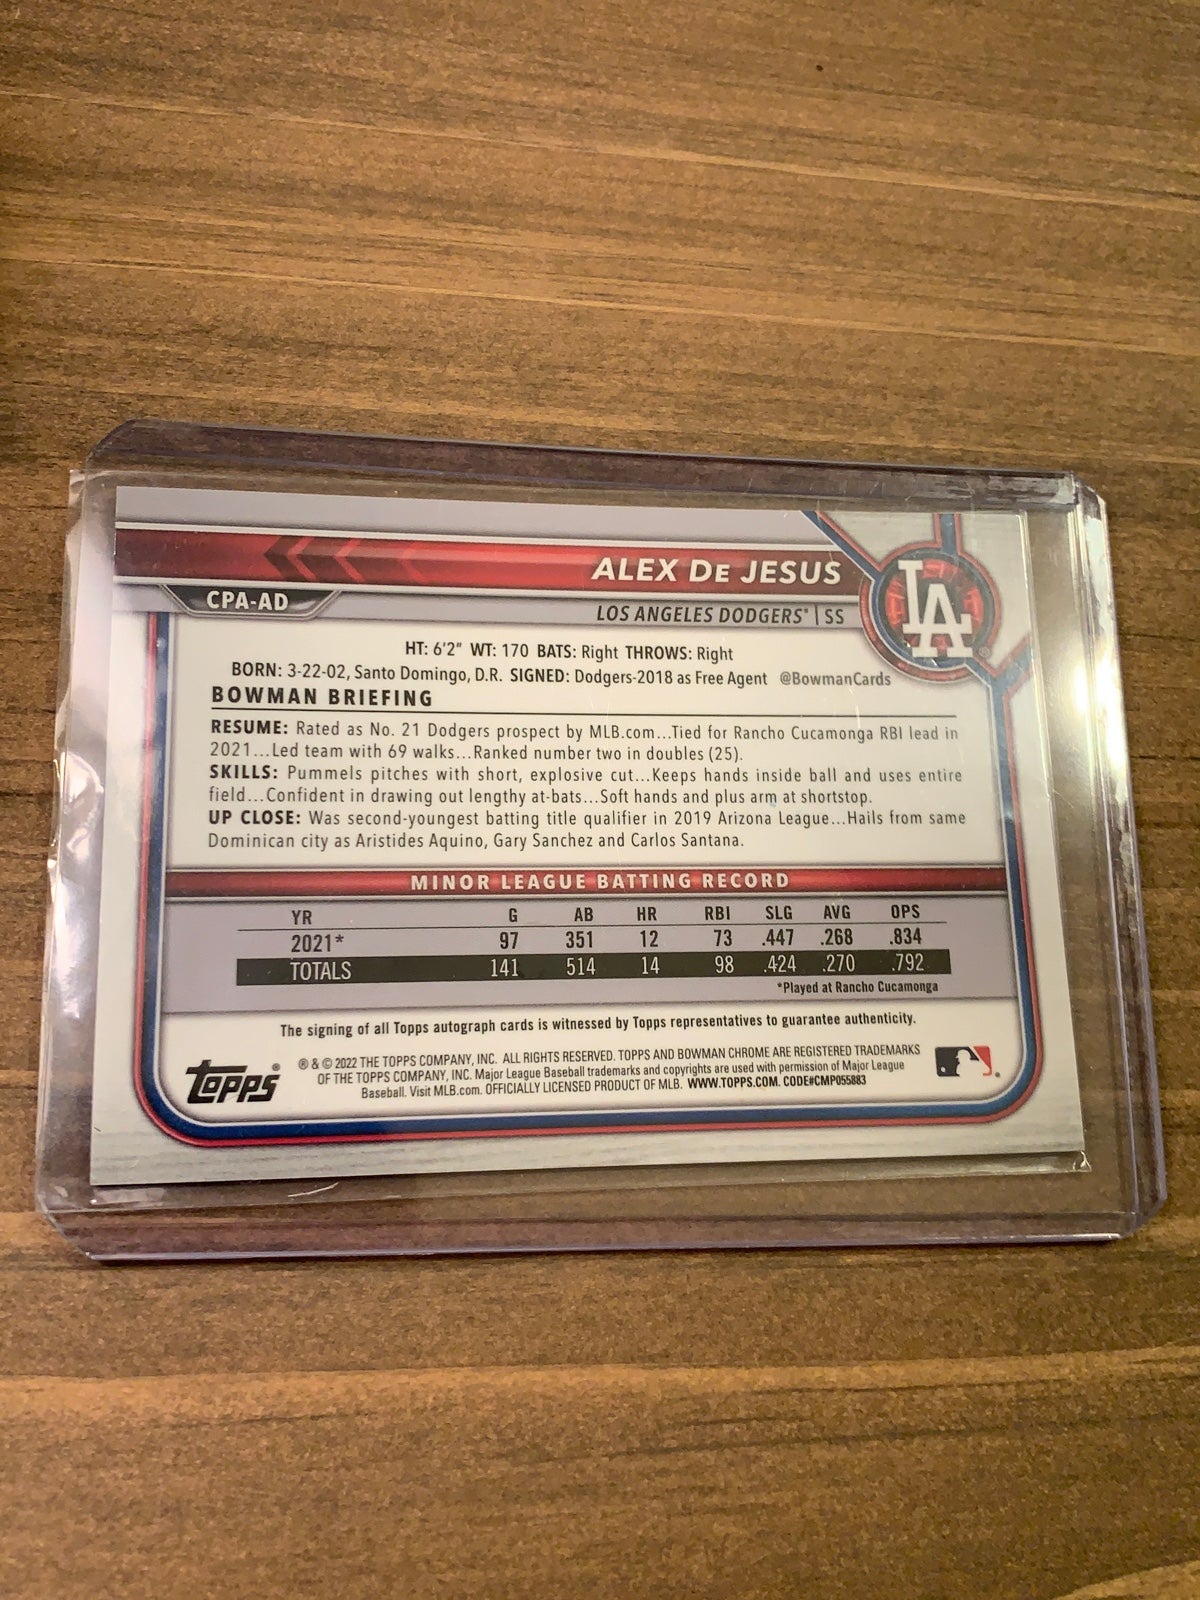 ALEX DE JESUS
CPA-AD
LOS ANGELES DODGERS® | SS
LA®
HT: 6'2" WT: 170 BATS: Right THROWS: Right
BORN: 3-22-02, Santo Domingo, D.R. SIGNED: Dodgers-2018 as Free Agent @BowmanCards
BOWMAN BRIEFING
RESUME: Rated as No. 21 Dodgers prospect by MLB.com...Tied for Rancho Cucamonga RBI lead in
2021...Led team with 69 walks...Ranked number two in doubles (25).
SKILLS: Pummels pitches with short, explosive cut...Keeps hands inside ball and uses entire
field...Confident in drawing out lengthy at-bats...Soft hands and plus arm at shortstop.
UP CLOSE: Was second-youngest batting title qualifier in 2019 Arizona League...Hails from same
Dominican city as Aristides Aquino, Gary Sanchez and Carlos Santana.
MINOR LEAGUE BATTING RECORD
YR G AB HR RBI SLG AVG OPS
2021* 97 351 12 73 .447 .268 .834
TOTALS 141 514 14 98 .424 .270 .792
*Played at Rancho Cucamonga
The signing of all Topps autograph cards is witnessed by Topps representatives to guarantee authenticity.
TOPPS®
® & © 2022 THE TOPPS COMPANY, INC. ALL RIGHTS RESERVED. TOPPS AND BOWMAN CHROME ARE REGISTERED TRADEMARKS
OF THE TOPPS COMPANY, INC. Major League Baseball trademarks and copyrights are used with permission of Major League
Baseball. Visit MLB.com. OFFICIALLY LICENSED PRODUCT OF MLB. WWW.TOPPS.COM. CODE#CMP055883